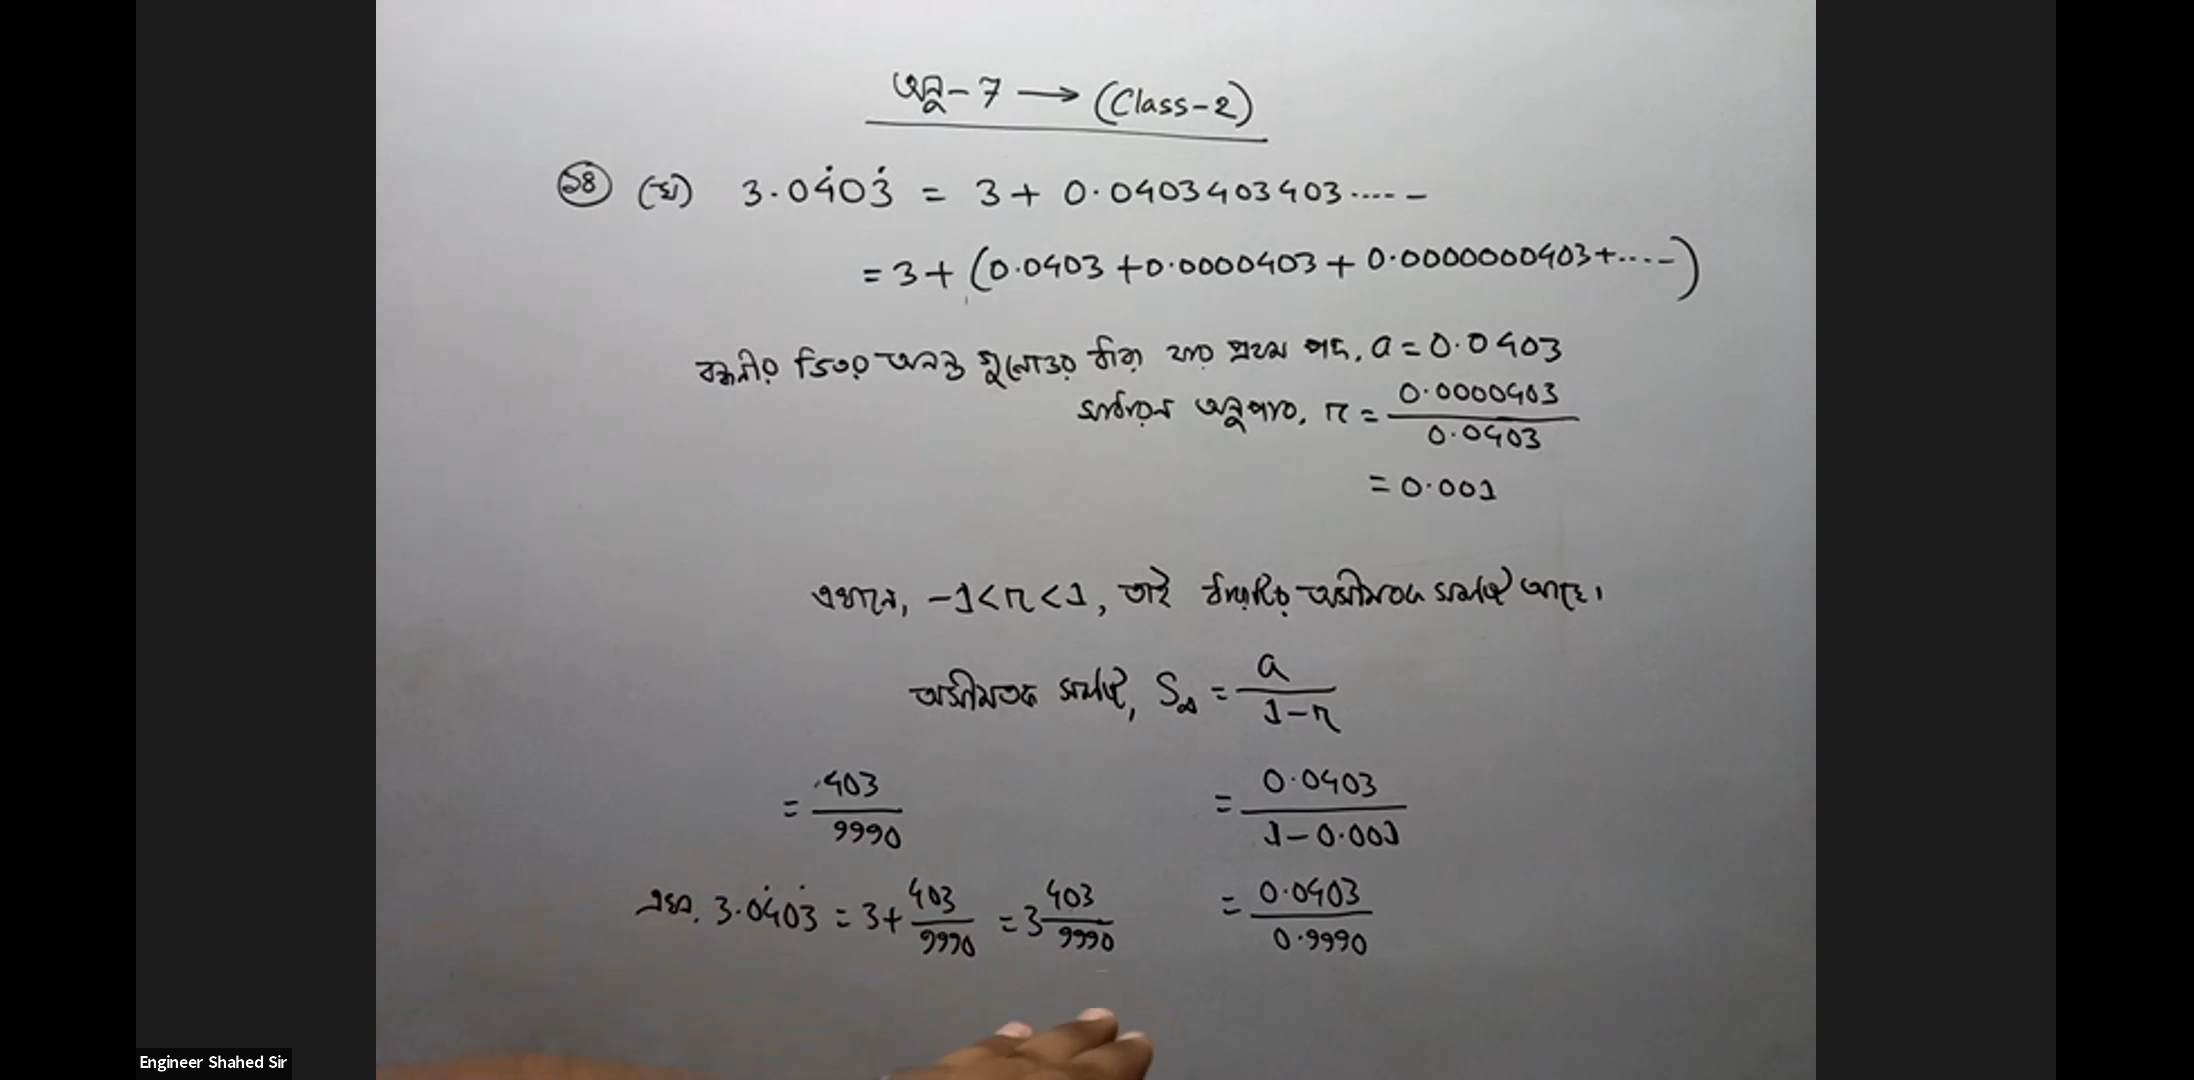 অনু-7 → (Class-2)
১৪ (ঘ) 3.04̇03̇ = 3 + 0.0403403403.....
= 3 + (0.0403 + 0.0000403 + 0.0000000403 + .....)
বন্ধনীর ভিতর অনন্ত গুনোত্তর ধারা যার প্রথম পদ, a = 0.0403
সাধারন অনুপাত, r = 0.0000403 / 0.0403
= 0.001
এখানে, -1 < r < 1, তাই ধারাটির অসীমতক সমষ্টি আছে।
অসীমতক সমষ্টি, S∞ = a / 1-r
= 0.0403 / 1-0.001
= 0.0403 / 0.9990
= 403 / 9990
3.04̇03̇ = 3 + 403/9990 = 3 403/9990
Engineer Shahed Sir